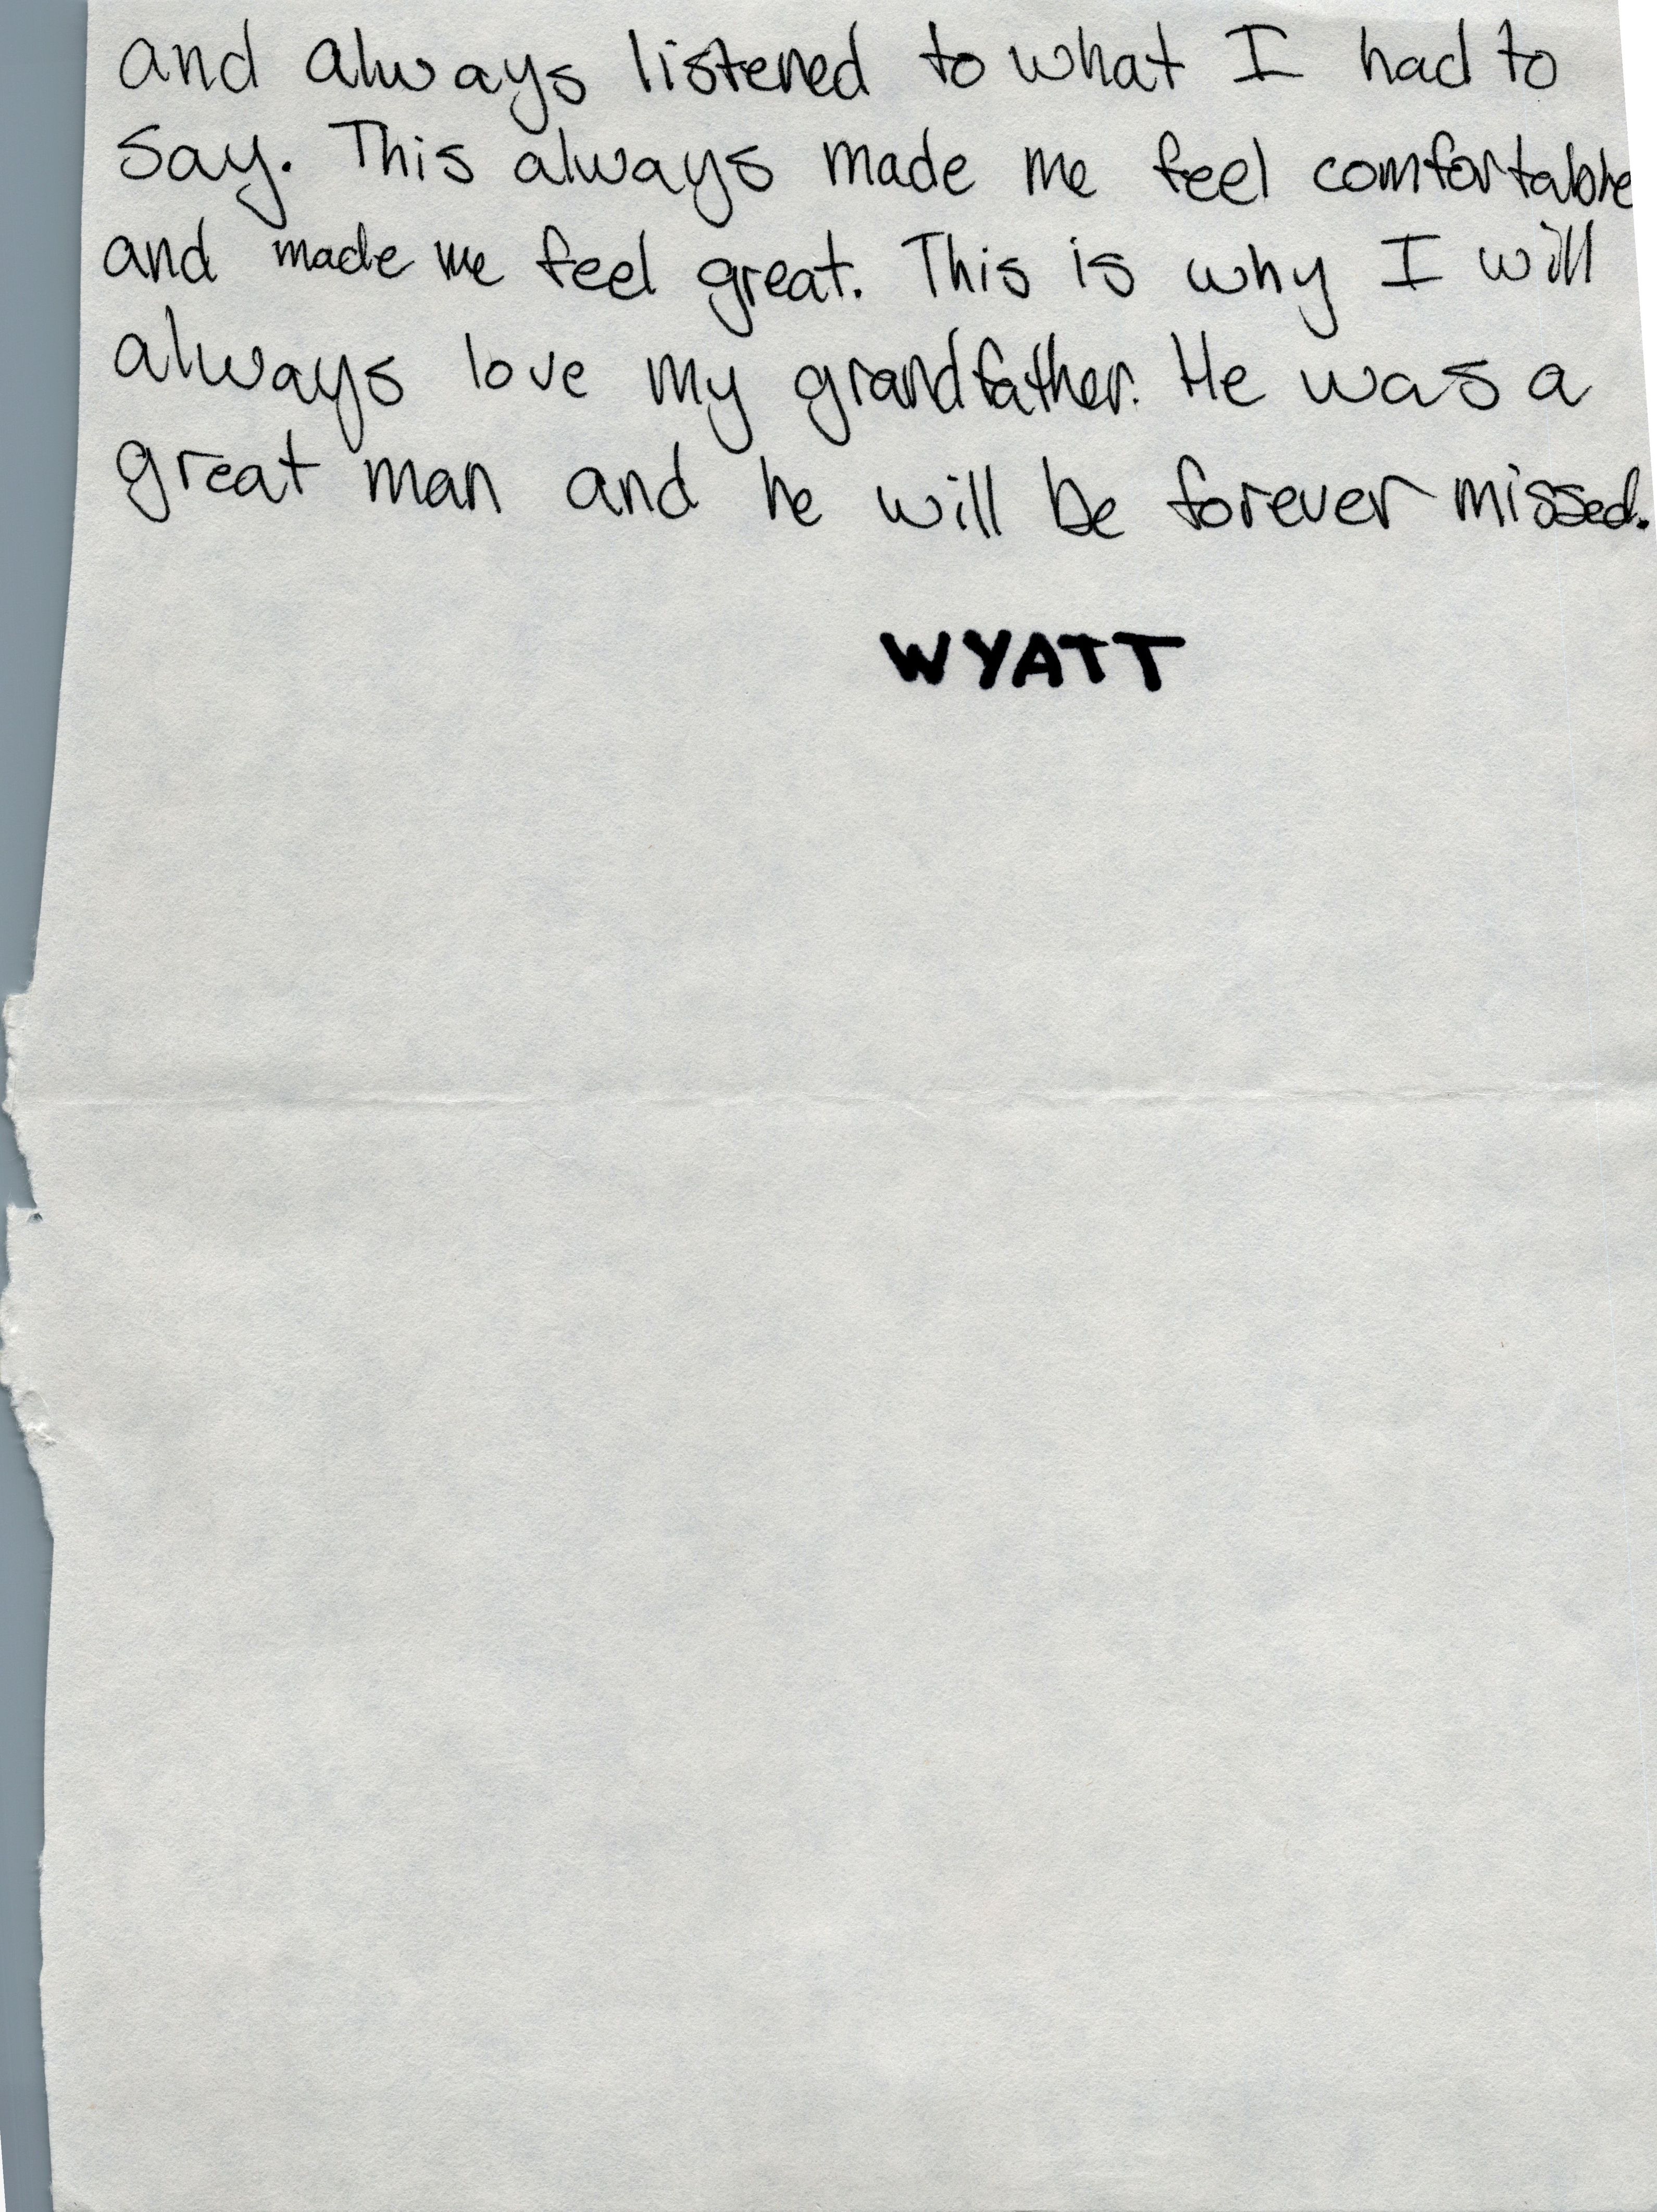 and always listened to what I had to
say. This always made me feel comfortable
and made me feel great. This is why I will
always love my grandfather. He was a
great man and he will be forever missed.
WYATT